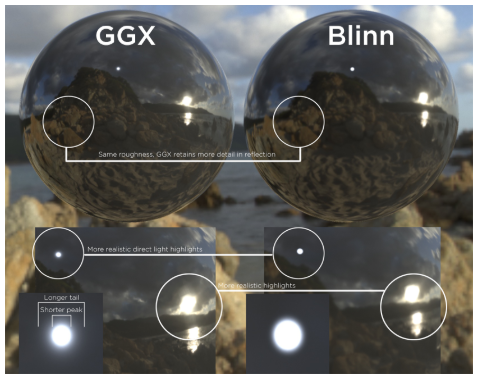 GGX
Blinn
Same roughness. GGX retains more detail in reflection
More realistic direct light highlights
More realistic highlights
Longer tail
Shorter peak